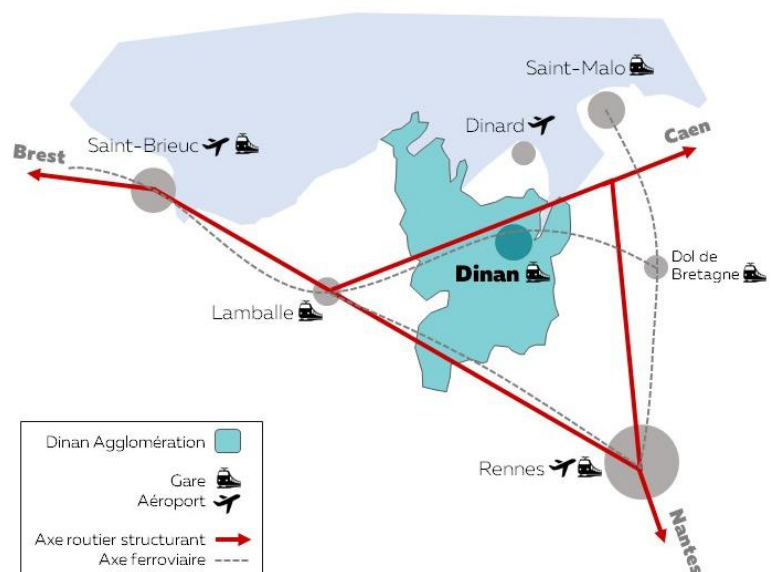 Saint-Malo
Dinard
Caen
Saint-Brieuc
Brest
Dinan
Dol de
Bretagne
Lamballe
Rennes
Nantes
Dinan Agglomération
Gare
Aéroport
Axe routier structurant
Axe ferroviaire